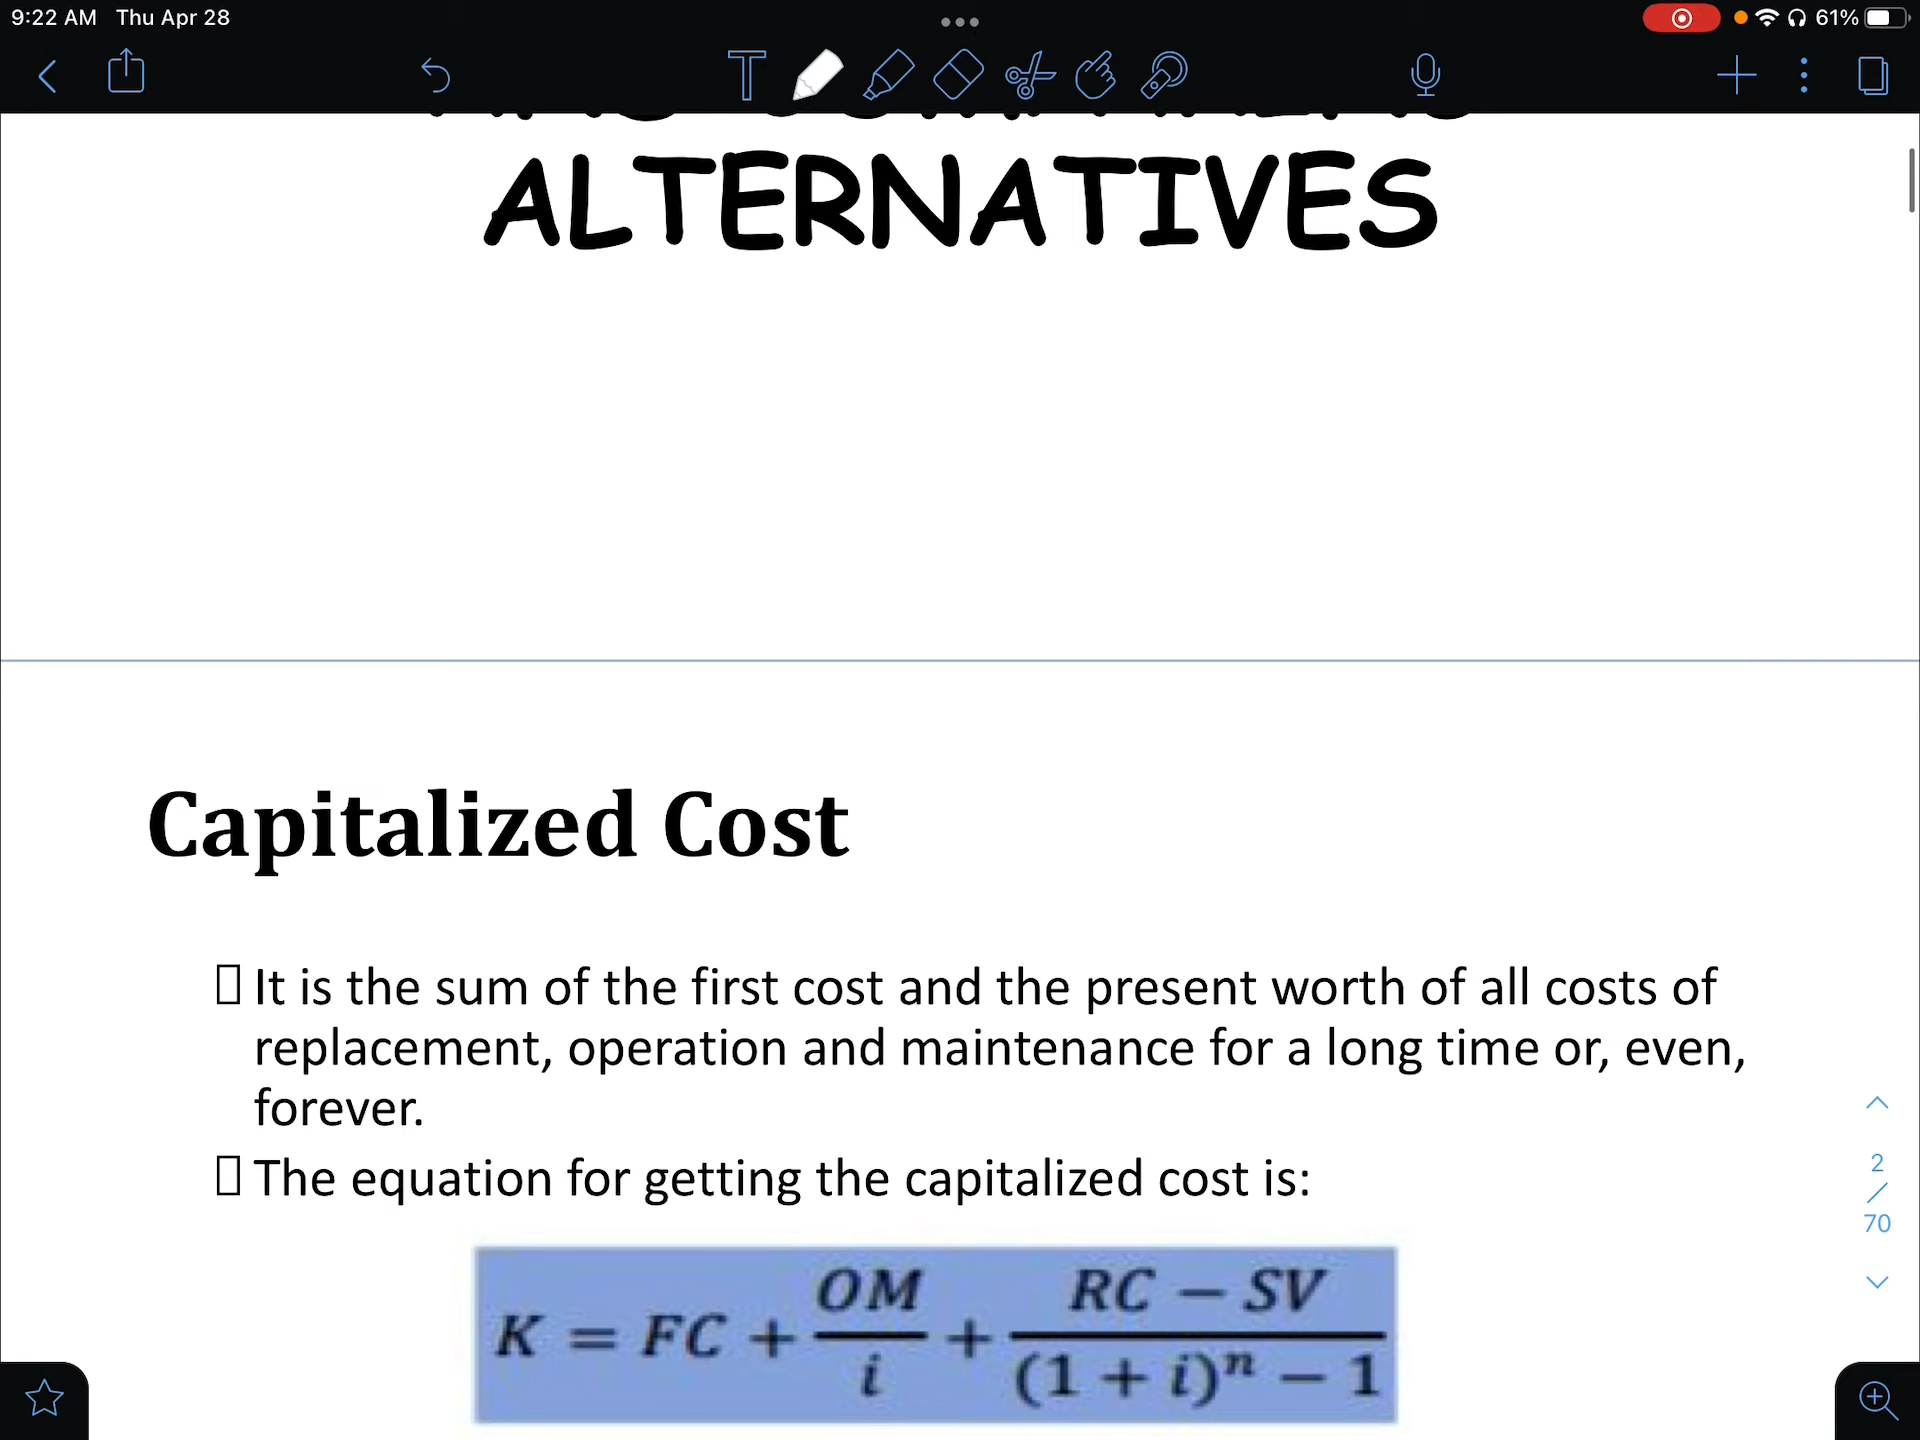 9:22 AM Thu Apr 28
61%
ALTERNATIVES
Capitalized Cost
It is the sum of the first cost and the present worth of all costs of
replacement, operation and maintenance for a long time or, even,
forever.
The equation for getting the capitalized cost is:
K = FC + OM/i + (RC − SV)/((1 + i)ⁿ − 1)
2
/
70